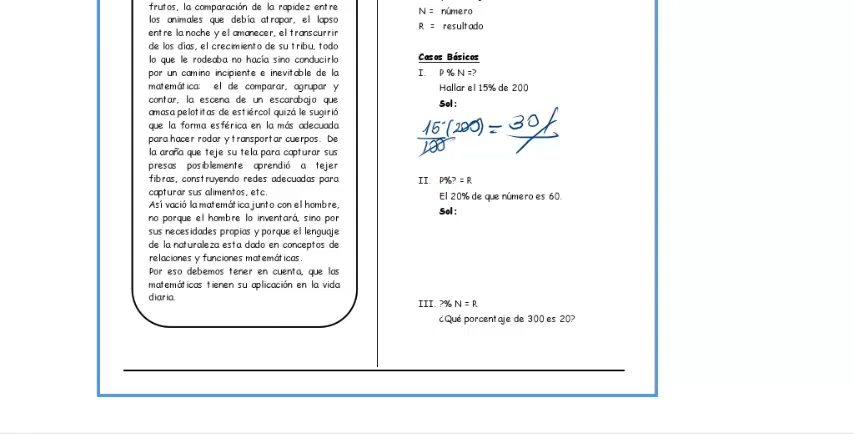 frutos, la comparación de la rapidez entre
los animales que debía atrapar, el lapso
entre la noche y el amanecer, el transcurrir
de los días, el crecimiento de su tribu, todo
lo que le rodeaba no hacía sino conducirlo
por un camino incipiente e inevitable de la
matemática: el de comparar, agrupar y
contar, la escena de un escarabajo que
amasa pelotitas de estiércol quizá le sugirió
que la forma esférica en la más adecuada
para hacer rodar y transportar cuerpos. De
la araña que teje su tela para capturar sus
presas posiblemente aprendió a tejer
fibras, construyendo redes adecuadas para
capturar sus alimentos, etc.
Así vació la matemática junto con el hombre,
no porque el hombre lo inventará, sino por
sus necesidades propias y porque el lenguaje
de la naturaleza esta dado en conceptos de
relaciones y funciones matemáticas.
Por eso debemos tener en cuenta, que las
matemáticas tienen su aplicación en la vida
diaria.
N = número
R = resultado
Casos Básicos
I. P % N =?
Hallar el 15% de 200
Sol:
15 (200) = 30
100
II. P%? = R
El 20% de que número es 60.
Sol:
III. ?% N = R
¿Qué porcentaje de 300 es 20?